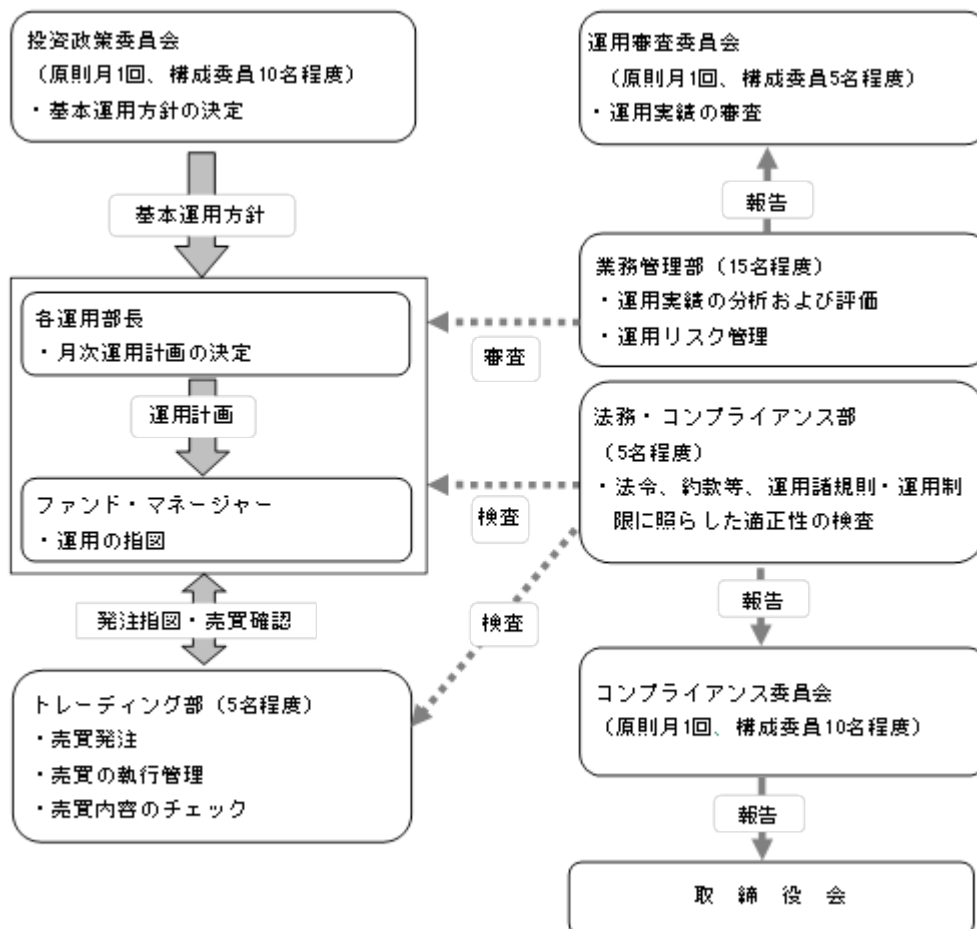 投資政策委員会
（原則月1回、構成委員10名程度）
・基本運用方針の決定
基本運用方針
各運用部長
・月次運用計画の決定
運用計画
ファンド・マネージャー
・運用の指図
発注指図・売買確認
トレーディング部（5名程度）
・売買発注
・売買の執行管理
・売買内容のチェック
運用審査委員会
（原則月1回、構成委員5名程度）
・運用実績の審査
報告
業務管理部（15名程度）
・運用実績の分析および評価
・運用リスク管理
審査
法務・コンプライアンス部
（5名程度）
・法令、約款等、運用諸規則・運用制
限に照らした適正性の検査
検査
検査
報告
コンプライアンス委員会
（原則月1回、構成委員10名程度）
報告
取締役会